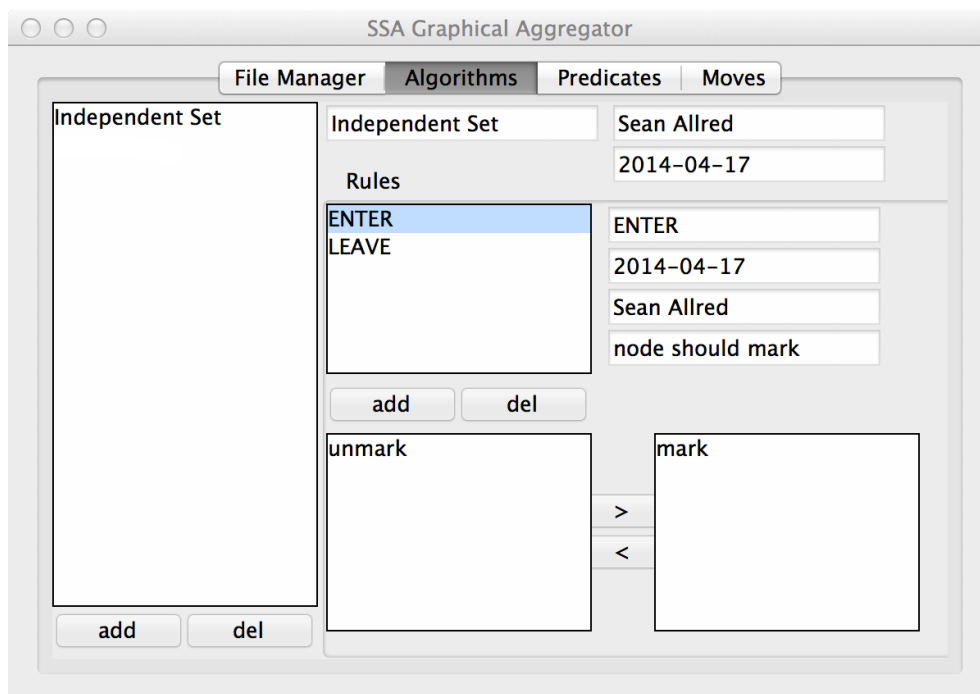 SSA Graphical Aggregator
File Manager Algorithms Predicates Moves
Independent Set
Independent Set
Sean Allred
2014-04-17
Rules
ENTER
LEAVE
ENTER
2014-04-17
Sean Allred
node should mark
add del
unmark
>
<
mark
add del